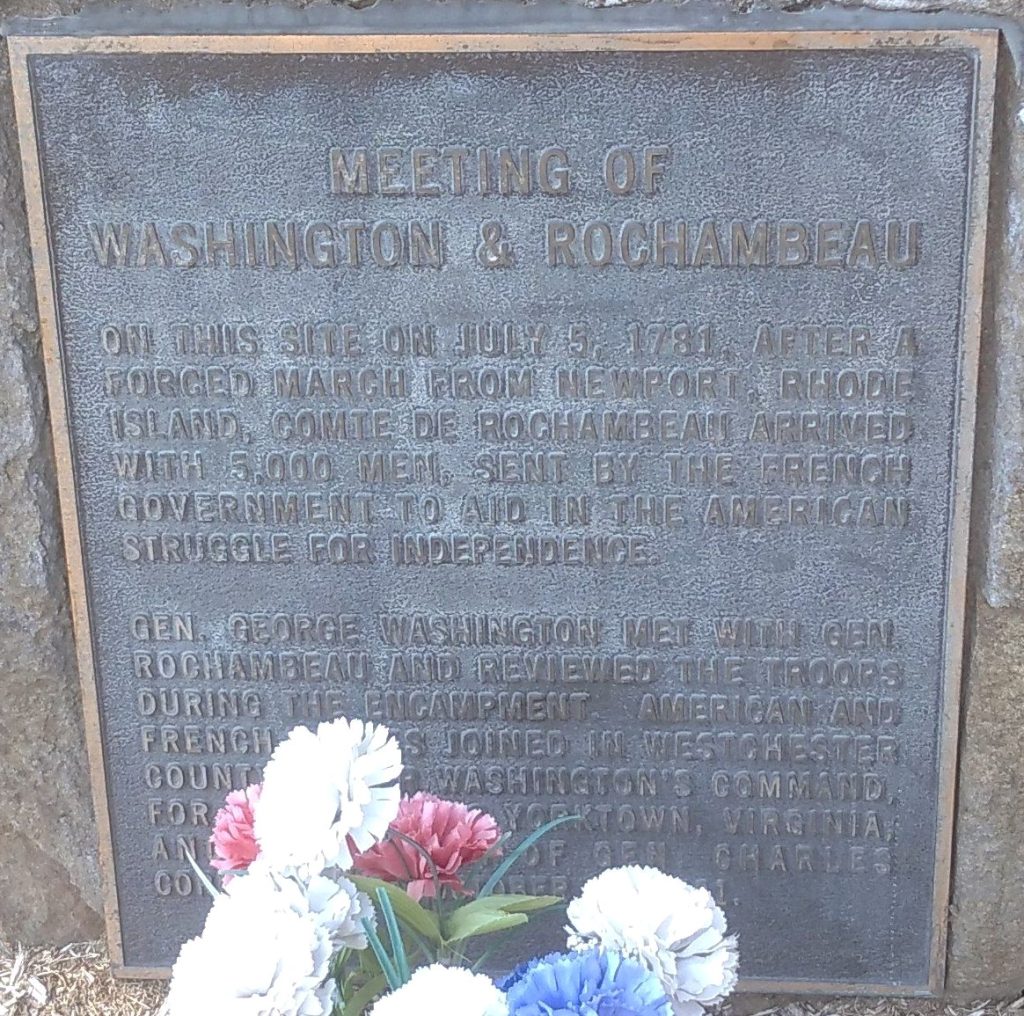 MEETING OF
WASHINGTON & ROCHAMBEAU
ON THIS SITE ON JULY 5, 1781, AFTER A
FORCED MARCH FROM NEWPORT, RHODE
ISLAND, COMTE DE ROCHAMBEAU ARRIVED
WITH 5,000 MEN, SENT BY THE FRENCH
GOVERNMENT TO AID IN THE AMERICAN
STRUGGLE FOR INDEPENDENCE.
GEN. GEORGE WASHINGTON MET WITH GEN.
ROCHAMBEAU AND REVIEWED THE TROOPS
DURING THE ENCAMPMENT. AMERICAN AND
FRENCH JOINED IN WESTCHESTER
WASHINGTON'S COMMAND,
FOR YORKTOWN, VIRGINIA,
AND OF GEN. CHARLES